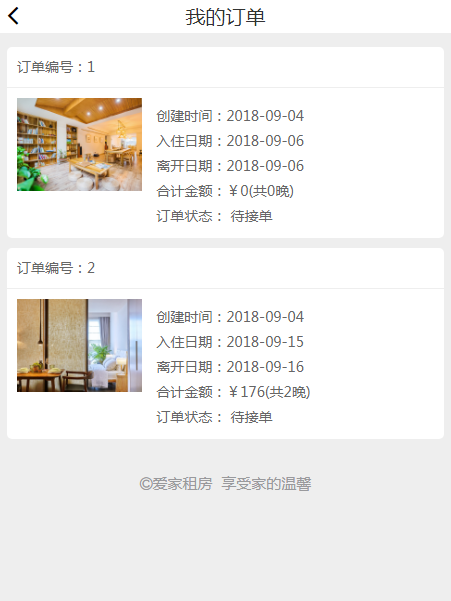 我的订单
订单编号：1
创建时间：2018-09-04
入住日期：2018-09-06
离开日期：2018-09-06
合计金额：￥0(共0晚)
订单状态： 待接单
订单编号：2
创建时间：2018-09-04
入住日期：2018-09-15
离开日期：2018-09-16
合计金额：￥176(共2晚)
订单状态： 待接单
©爱家租房 享受家的温馨